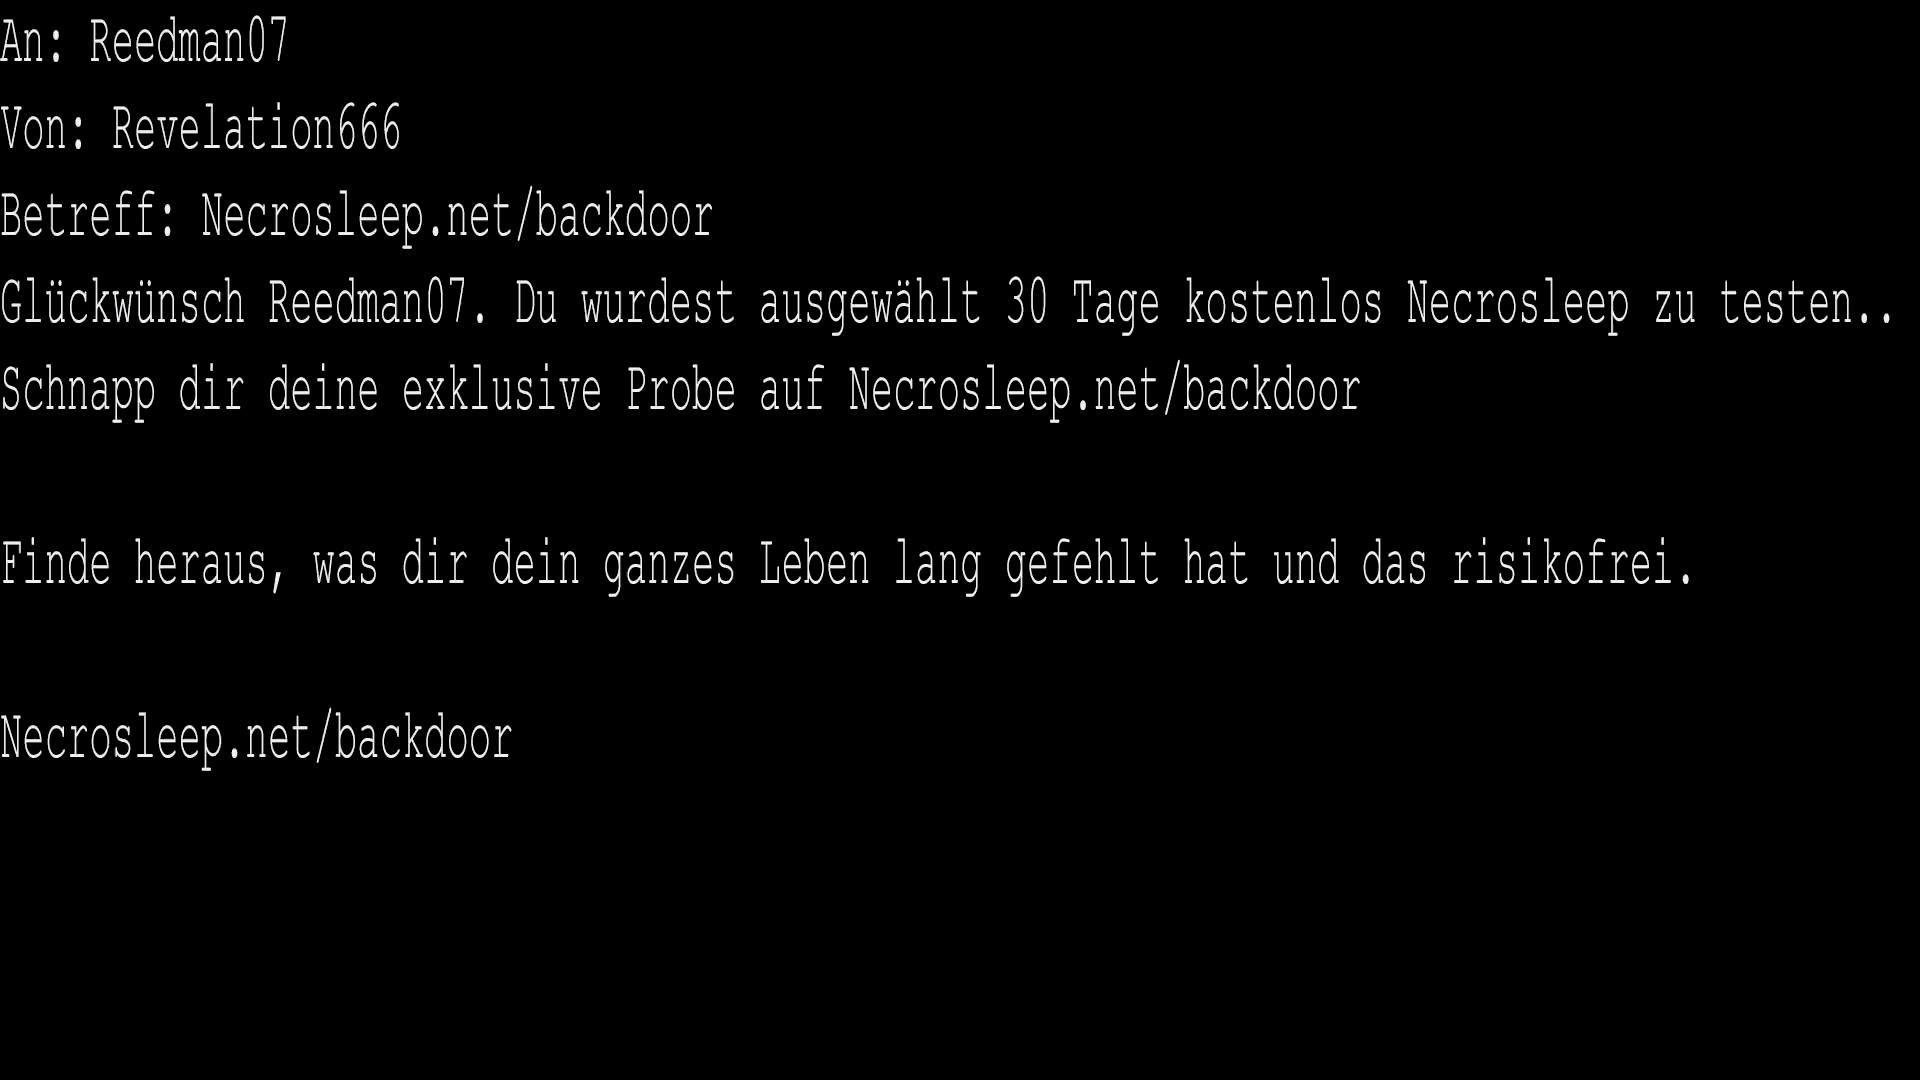 An: Reedman07
Von: Revelation666
Betreff: Necrosleep.net/backdoor
Glückwünsch Reedman07. Du wurdest ausgewählt 30 Tage kostenlos Necrosleep zu testen..
Schnapp dir deine exklusive Probe auf Necrosleep.net/backdoor
Finde heraus, was dir dein ganzes Leben lang gefehlt hat und das risikofrei.
Necrosleep.net/backdoor